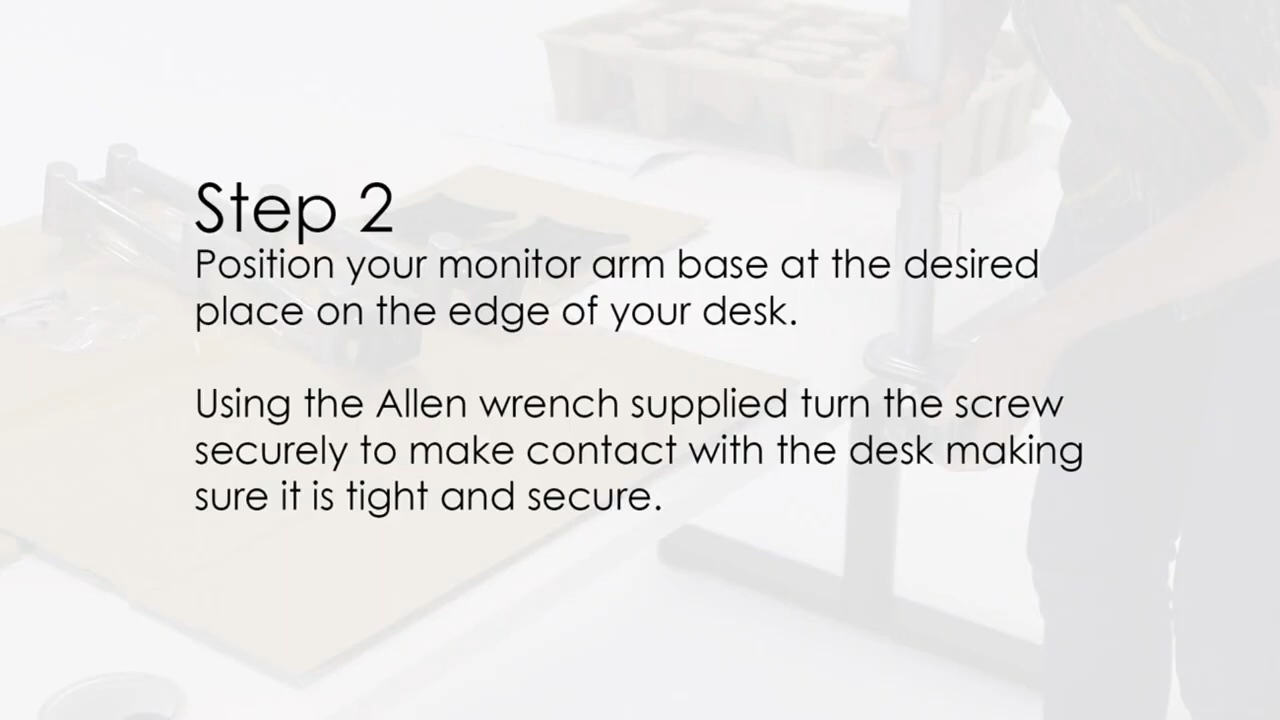 Step 2
Position your monitor arm base at the desired
place on the edge of your desk.
Using the Allen wrench supplied turn the screw
securely to make contact with the desk making
sure it is tight and secure.